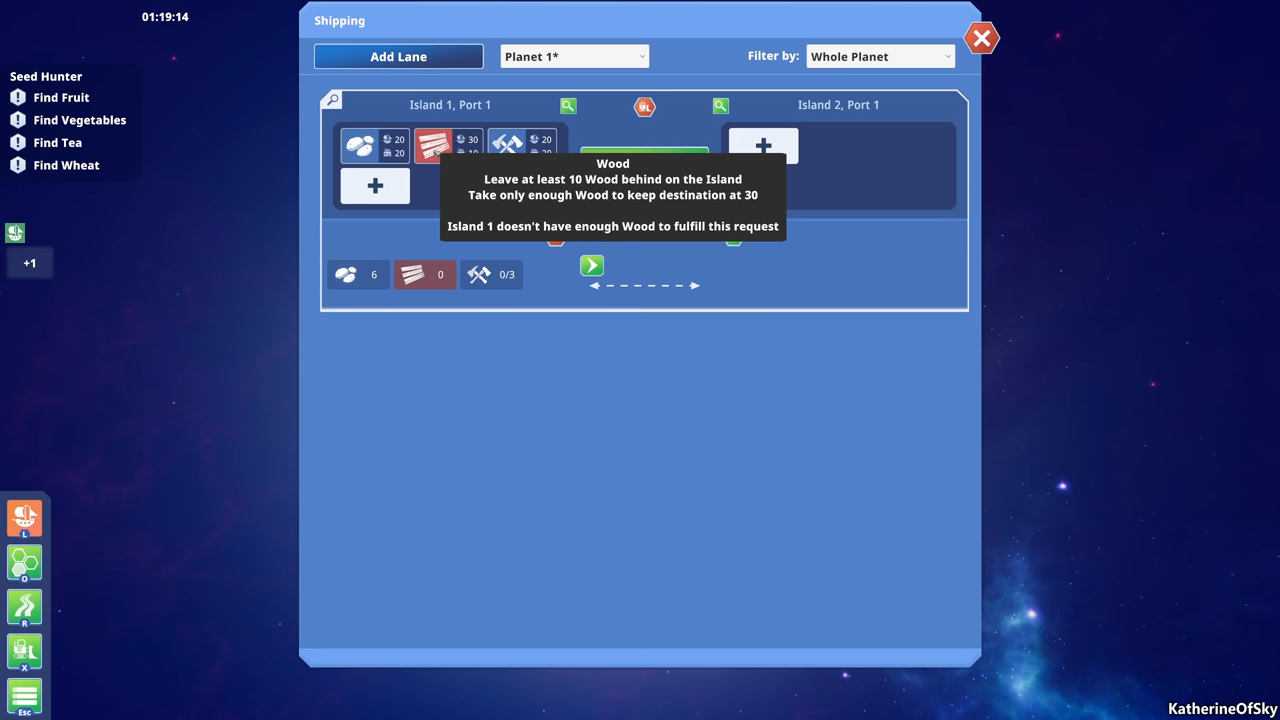 01:19:14
Shipping
Add Lane
Planet 1*
Filter by:
Whole Planet
Seed Hunter
Find Fruit
Find Vegetables
Find Tea
Find Wheat
Island 1, Port 1
Island 2, Port 1
20
20
30
20
+
+
Wood
Leave at least 10 Wood behind on the Island
Take only enough Wood to keep destination at 30
Island 1 doesn't have enough Wood to fulfill this request
+1
6
0
0/3
L
O
R
X
Esc
KatherineOfSky